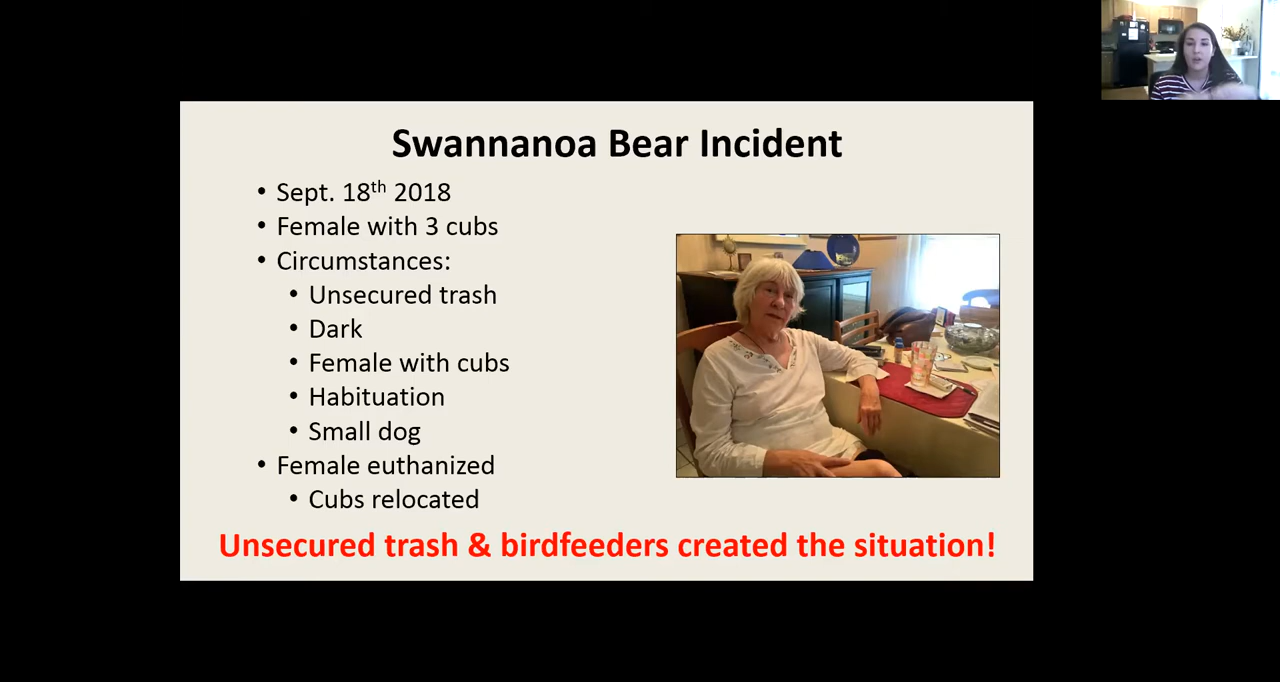 Swannanoa Bear Incident
• Sept. 18th 2018
• Female with 3 cubs
• Circumstances:
• Unsecured trash
• Dark
• Female with cubs
• Habituation
• Small dog
• Female euthanized
• Cubs relocated
Unsecured trash & birdfeeders created the situation!